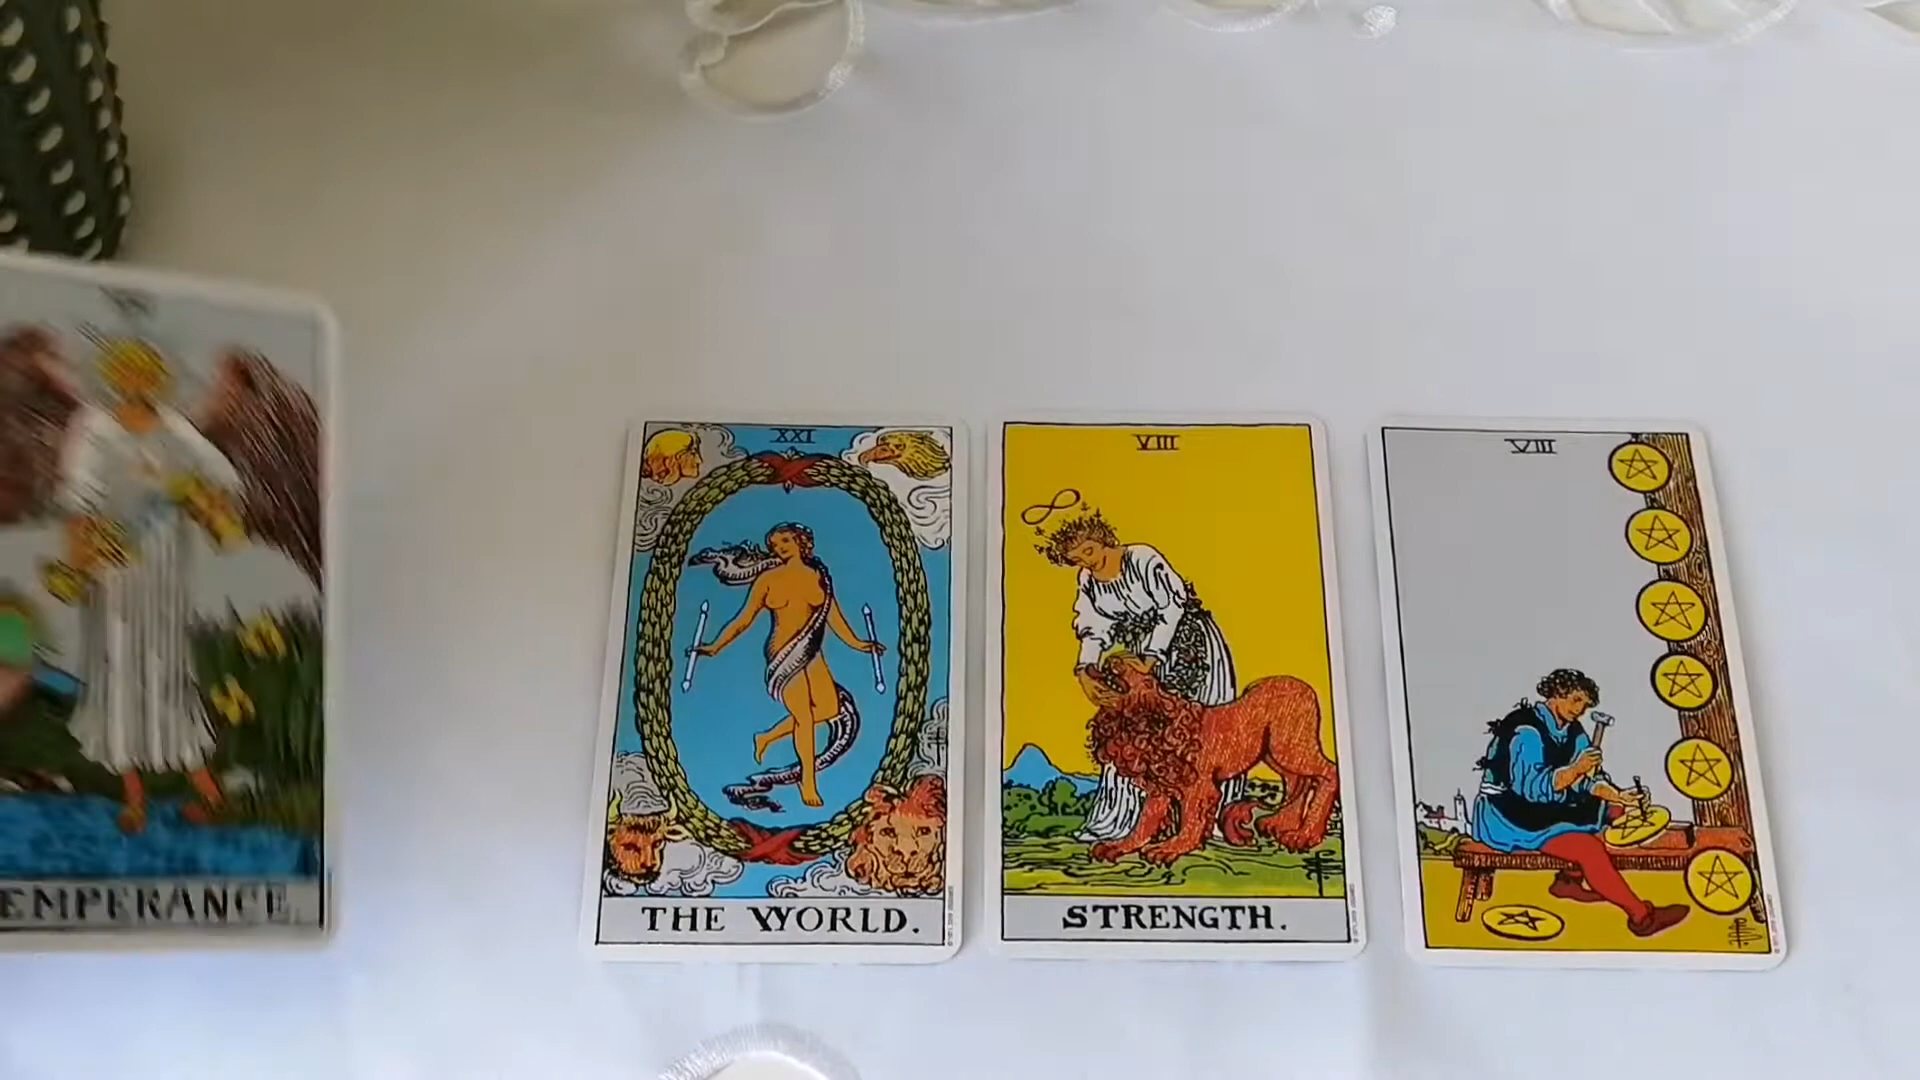 EMPERANCE.
XXI
THE WORLD.
VIII
STRENGTH.
VIII